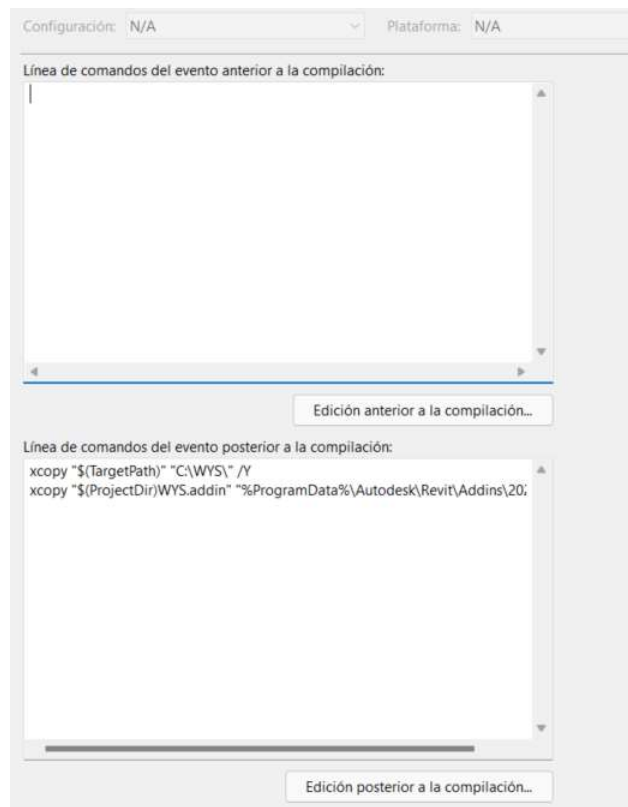 Configuración: N/A Plataforma: N/A
Línea de comandos del evento anterior a la compilación:
Edición anterior a la compilación...
Línea de comandos del evento posterior a la compilación:
xcopy "$(TargetPath)" "C:\WYS\" /Y
xcopy "$(ProjectDir)WYS.addin" "%ProgramData%\Autodesk\Revit\Addins\20
Edición posterior a la compilación...